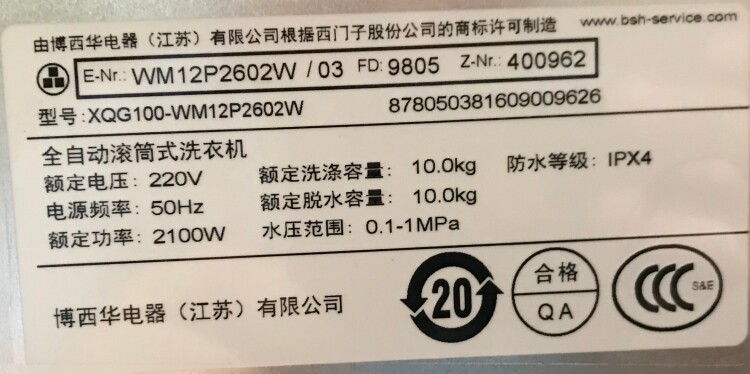 www.bsh-service.com
由博西华电器（江苏）有限公司根据西门子股份公司的商标许可制造
E-Nr.: WM12P2602W / 03 FD: 9805 Z-Nr.: 400962
型号:XQG100-WM12P2602W 878050381609009626
全自动滚筒式洗衣机
额定电压: 220V 额定洗涤容量: 10.0kg 防水等级: IPX4
电源频率: 50Hz 额定脱水容量: 10.0kg
额定功率: 2100W 水压范围: 0.1-1MPa
博西华电器（江苏）有限公司 20 合格 QA CCC S&E